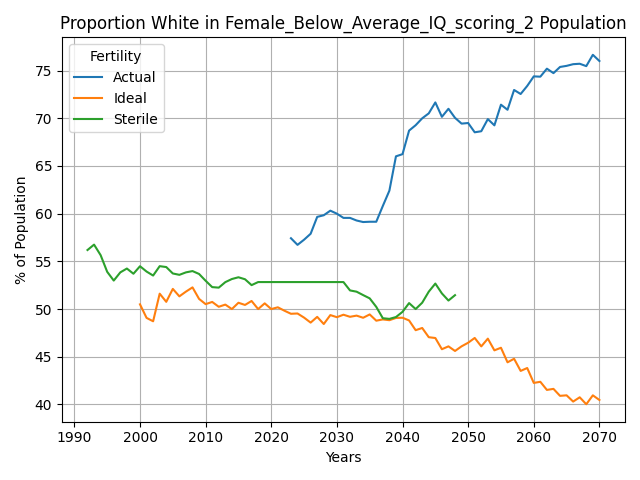 Proportion White in Female_Below_Average_IQ_scoring_2 Population
Fertility
Actual
Ideal
Sterile
% of Population
75
70
65
60
55
50
45
40
1990 2000 2010 2020 2030 2040 2050 2060 2070
Years